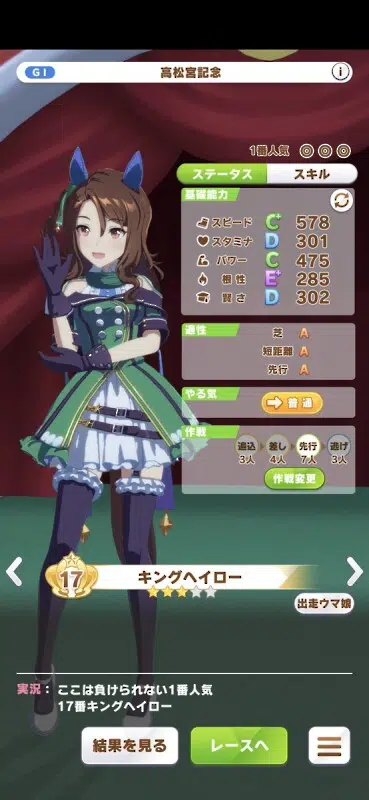 GI 高松宮記念
1番人気 ◎ ◎ ◎
ステータス スキル
基礎能力
スピード C+ 578
スタミナ D 301
パワー C 475
根性 E+ 285
賢さ D 302
適性
芝 A
短距離 A
先行 A
やる気
普通
作戦
追込 差し 先行 逃げ
3人 4人 7人 3人
作戦変更
17 キングヘイロー
出走ウマ娘
実況： ここは負けられない1番人気
17番キングヘイロー
結果を見る レースへ